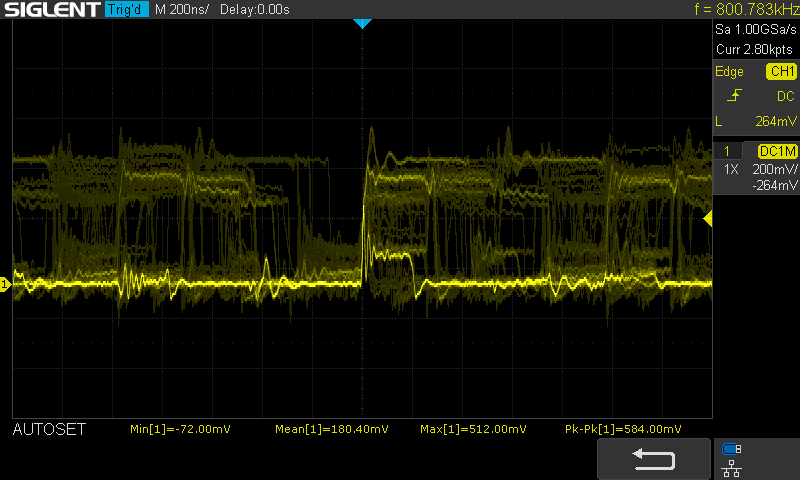 SIGLENT Trig'd M 200ns/ Delay:0.00s f = 800.783kHz
Sa 1.00GSa/s
Curr 2.80kpts
Edge CH1
DC
L 264mV
1 DC1M
1X 200mV/
-264mV
1
AUTOSET Min[1]=-72.00mV Mean[1]=180.40mV Max[1]=512.00mV Pk-Pk[1]=584.00mV